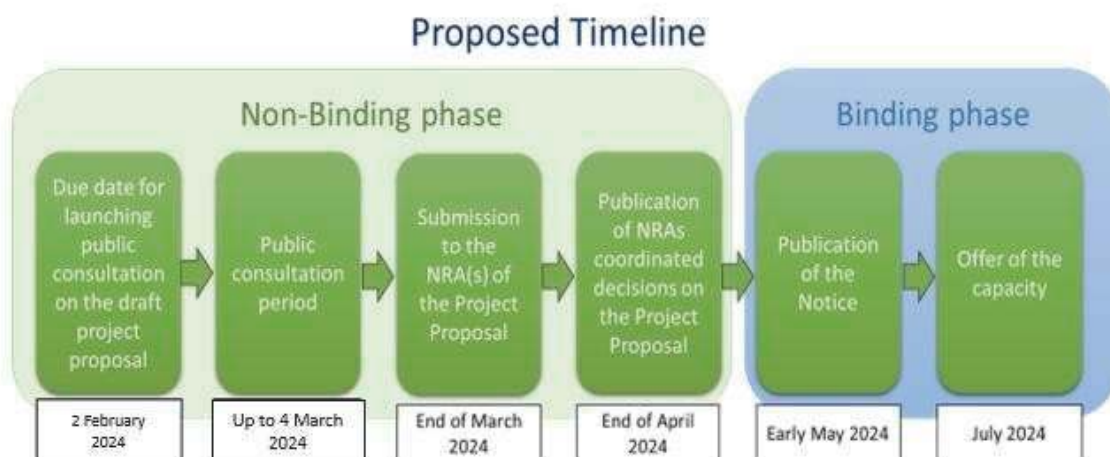 Proposed Timeline
Non-Binding phase
Binding phase
Due date for
launching
public
consultation
on the draft
project
proposal
Public
consultation
period
Submission
to the
NRA(s) of
the Project
Proposal
Publication
of NRAs
coordinated
decisions on
the Project
Proposal
Publication
of the
Notice
Offer of the
capacity
2 February
2024
Up to 4 March
2024
End of March
2024
End of April
2024
Early May 2024
July 2024